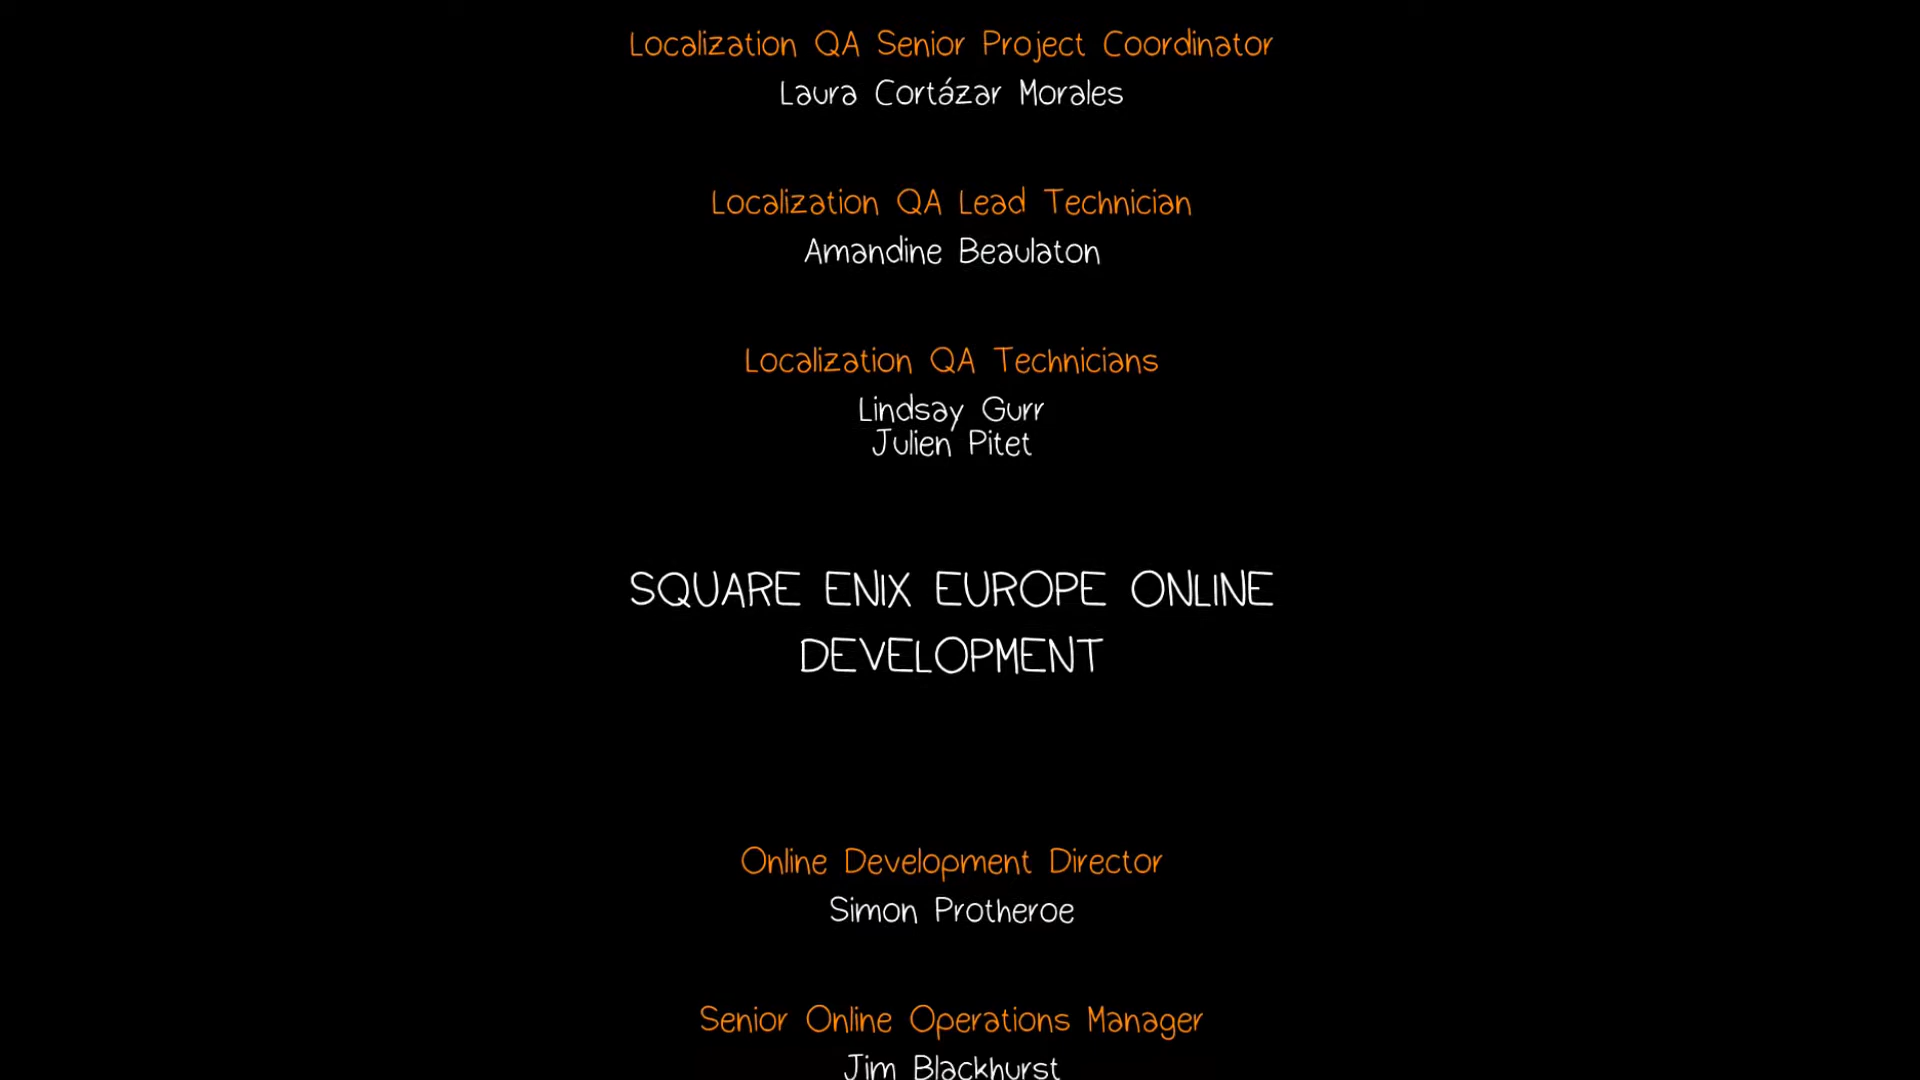 Localization QA Senior Project Coordinator
Laura Cortázar Morales
Localization QA Lead Technician
Amandine Beaulaton
Localization QA Technicians
Lindsay Gurr
Julien Pitet
SQUARE ENIX EUROPE ONLINE
DEVELOPMENT
Online Development Director
Simon Protheroe
Senior Online Operations Manager
Jim Blackhurst